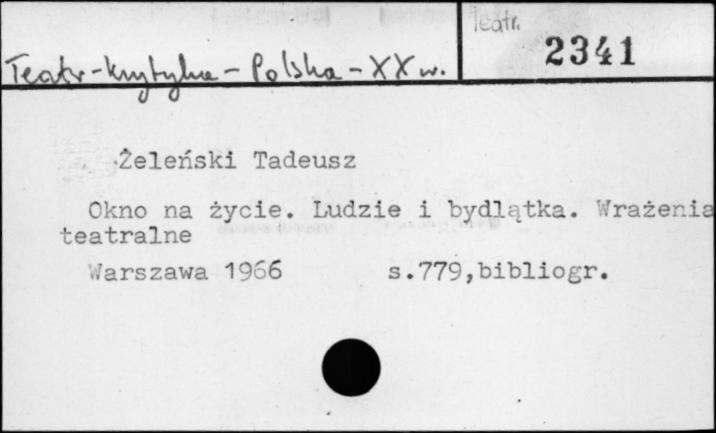 Teatr.
2341
Teatr - krytyka - Polska - XX w.
Żeleński Tadeusz
Okno na życie. Ludzie i bydlątka. Wrażenia
teatralne
Warszawa 1966 s.779,bibliogr.